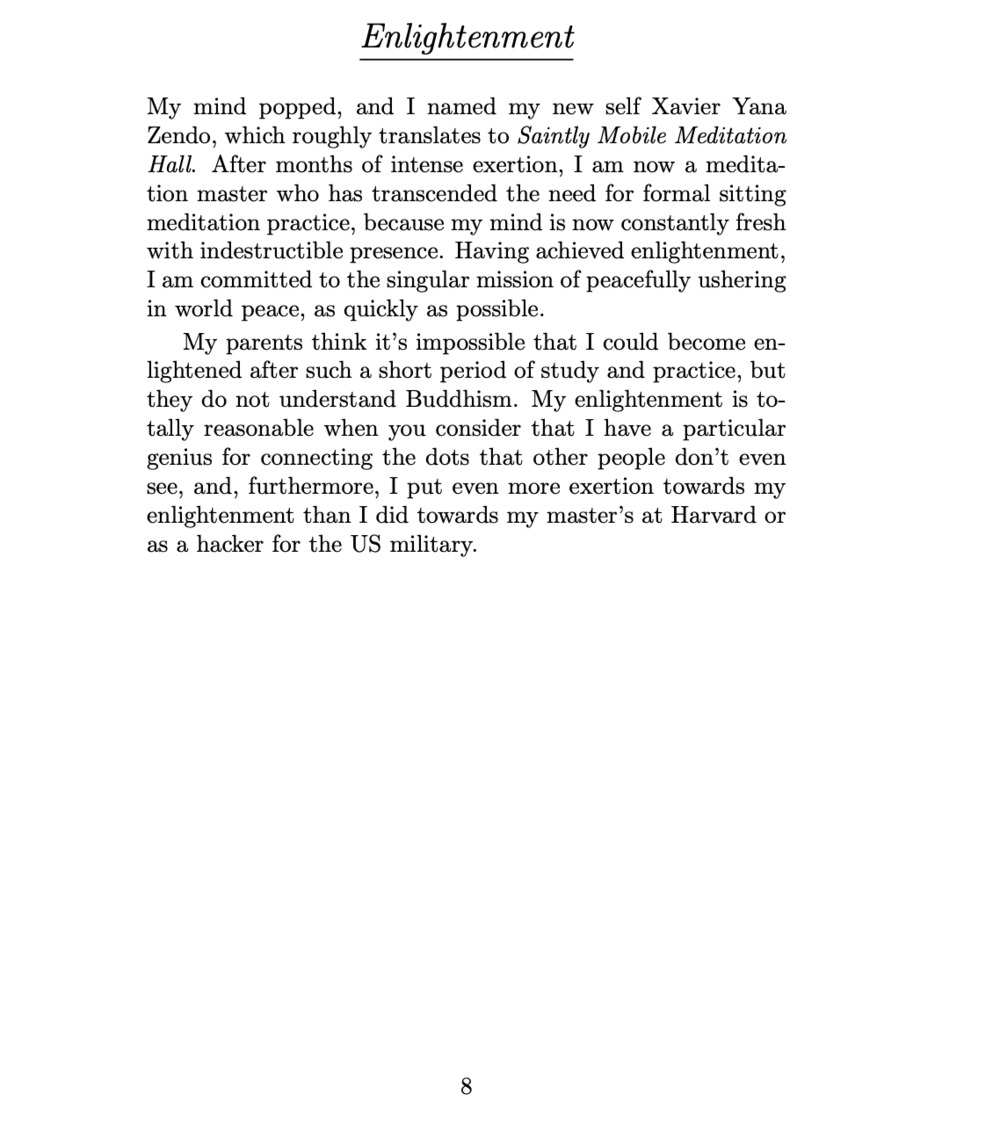 Enlightenment
My mind popped, and I named my new self Xavier Yana
Zendo, which roughly translates to Saintly Mobile Meditation
Hall. After months of intense exertion, I am now a medita-
tion master who has transcended the need for formal sitting
meditation practice, because my mind is now constantly fresh
with indestructible presence. Having achieved enlightenment,
I am committed to the singular mission of peacefully ushering
in world peace, as quickly as possible.
My parents think it's impossible that I could become en-
lightened after such a short period of study and practice, but
they do not understand Buddhism. My enlightenment is to-
tally reasonable when you consider that I have a particular
genius for connecting the dots that other people don't even
see, and, furthermore, I put even more exertion towards my
enlightenment than I did towards my master's at Harvard or
as a hacker for the US military.
8